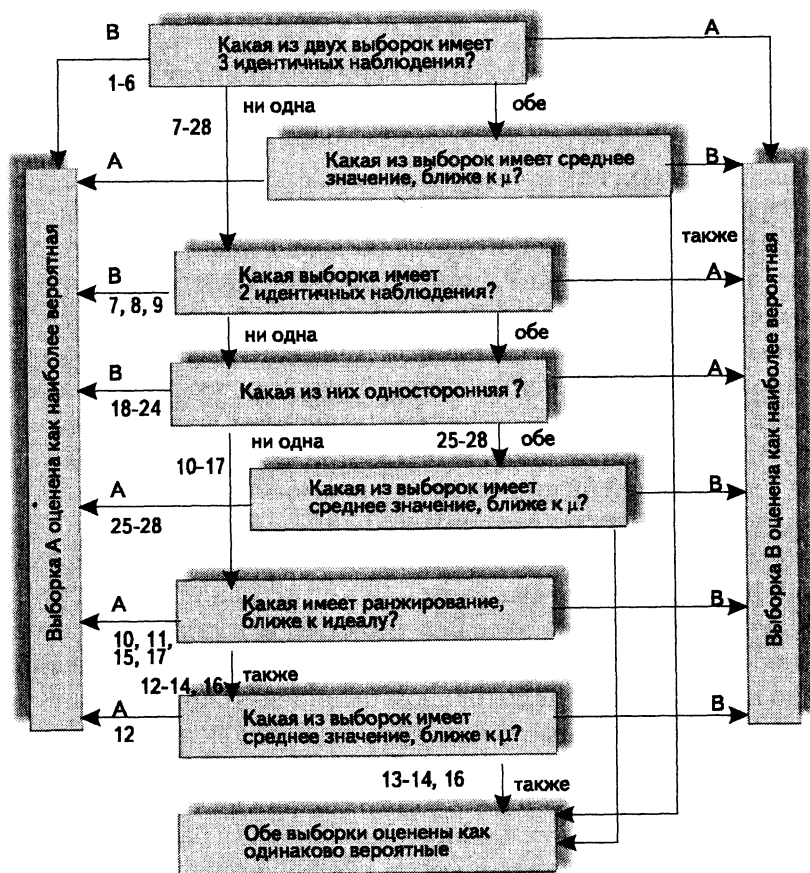 B
Какая из двух выборок имеет
3 идентичных наблюдения?
A
1-6
ни одна
обе
7-28
Какая из выборок имеет среднее
значение, ближе к μ?
A
B
также
Какая выборка имеет
2 идентичных наблюдения?
B
A
7, 8, 9
ни одна
обе
Какая из них односторонняя ?
B
A
18-24
ни одна
25-28
обе
10-17
Какая из выборок имеет
среднее значение, ближе к μ?
A
B
25-28
Какая имеет ранжирование,
ближе к идеалу?
A
B
10, 11,
15, 17
также
12-14, 16
Какая из выборок имеет
среднее значение, ближе к μ?
A
B
12
13-14, 16
также
Обе выборки оценены как
одинаково вероятные
Выборка А оценена как наиболее вероятная
Выборка В оценена как наиболее вероятная